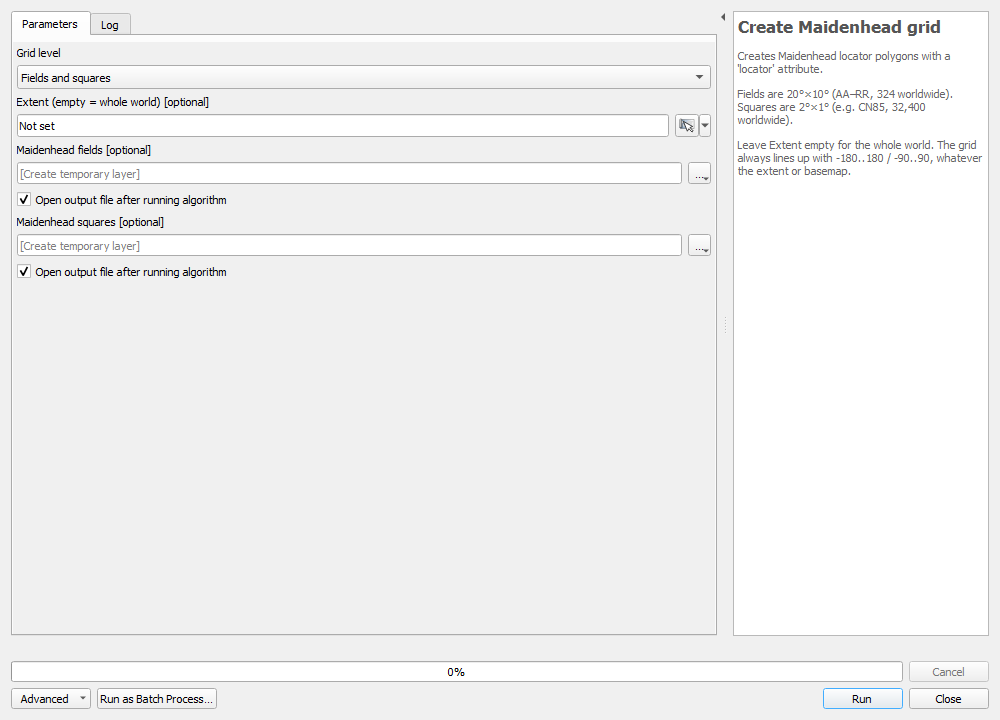 Parameters
Log
Grid level
Fields and squares
Extent (empty = whole world) [optional]
Not set
Maidenhead fields [optional]
[Create temporary layer]
...
Open output file after running algorithm
Maidenhead squares [optional]
[Create temporary layer]
...
Open output file after running algorithm
Create Maidenhead grid
Creates Maidenhead locator polygons with a
'locator' attribute.
Fields are 20°×10° (AA–RR, 324 worldwide).
Squares are 2°×1° (e.g. CN85, 32,400
worldwide).
Leave Extent empty for the whole world. The grid
always lines up with -180..180 / -90..90, whatever
the extent or basemap.
0%
Cancel
Advanced
Run as Batch Process...
Run
Close